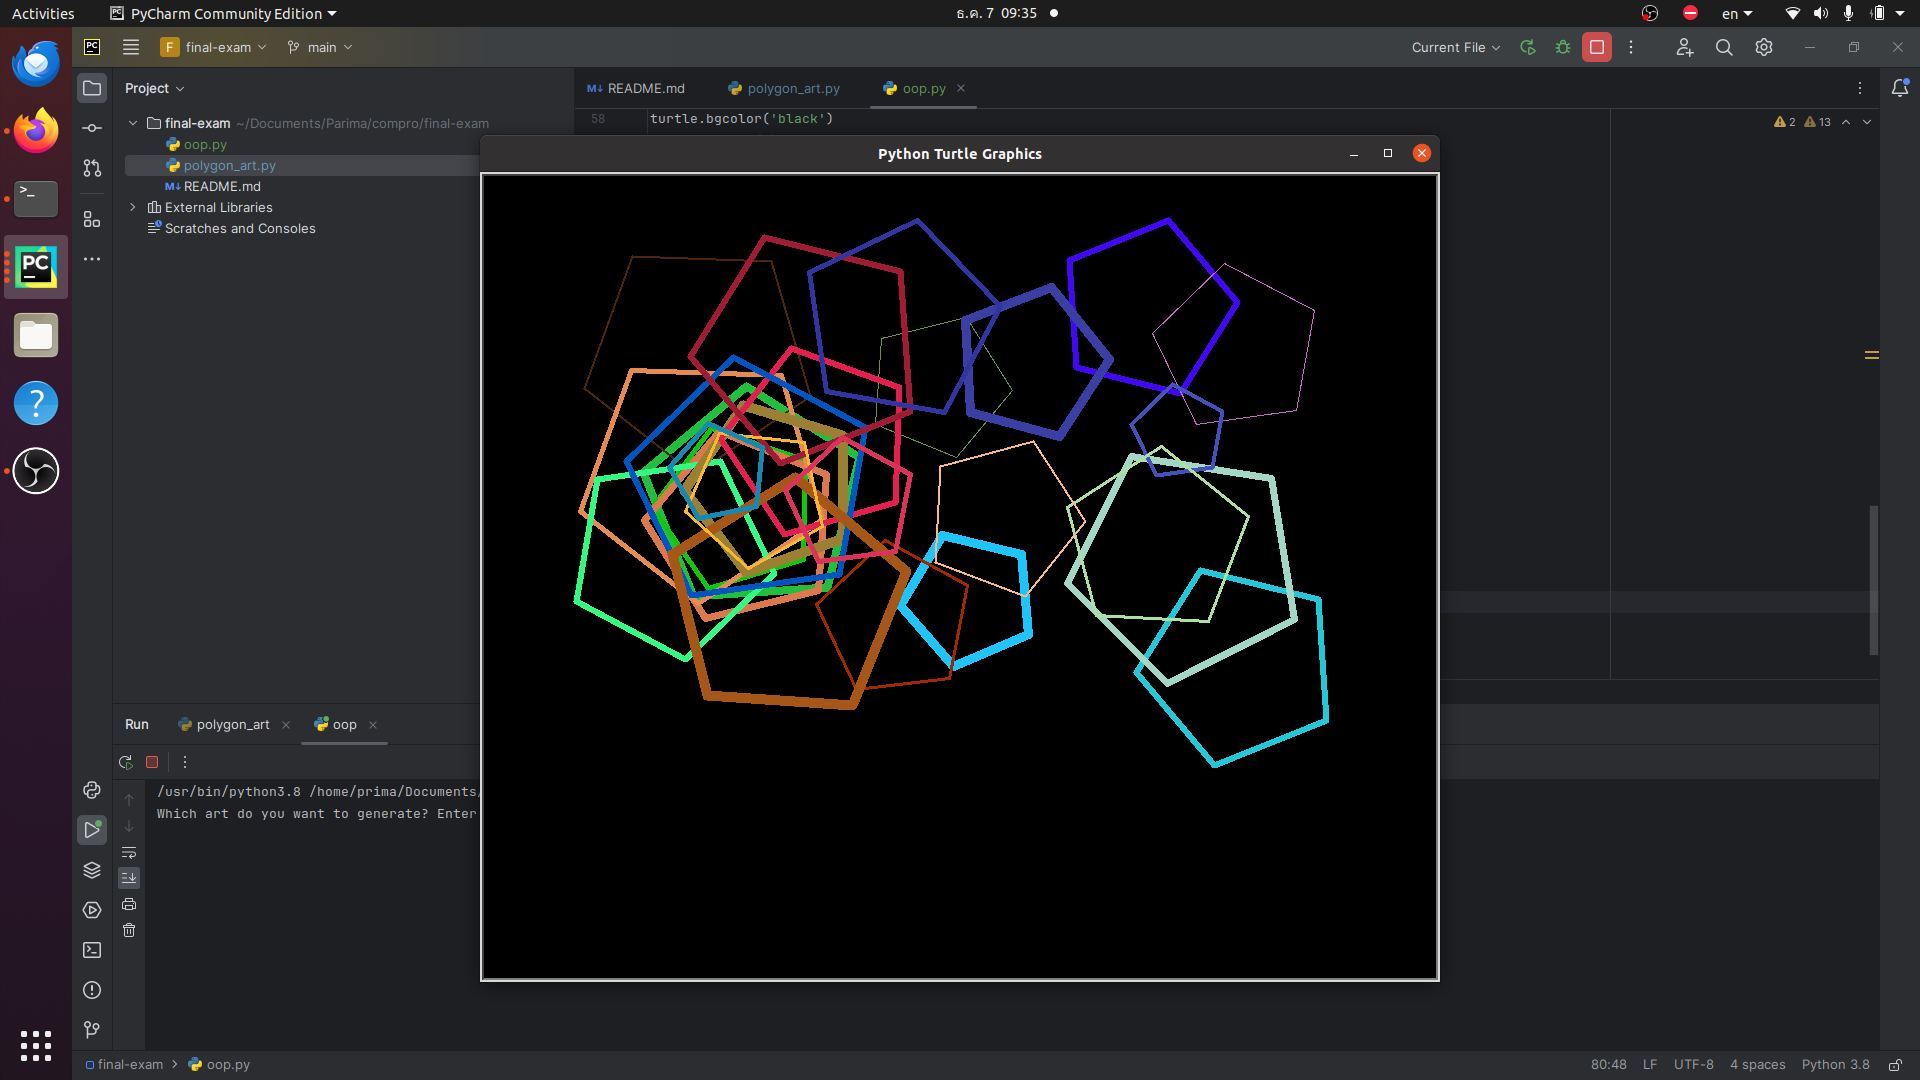 Activities PyCharm Community Edition ธ.ค. 7 09:35 en
F final-exam main Current File
Project README.md polygon_art.py oop.py
final-exam ~/Documents/Parima/compro/final-exam 58 turtle.bgcolor('black') 2 13
oop.py
Python Turtle Graphics
polygon_art.py
README.md
External Libraries
Scratches and Consoles
Run polygon_art oop
/usr/bin/python3.8 /home/prima/Documents/
Which art do you want to generate? Enter
final-exam oop.py 80:48 LF UTF-8 4 spaces Python 3.8